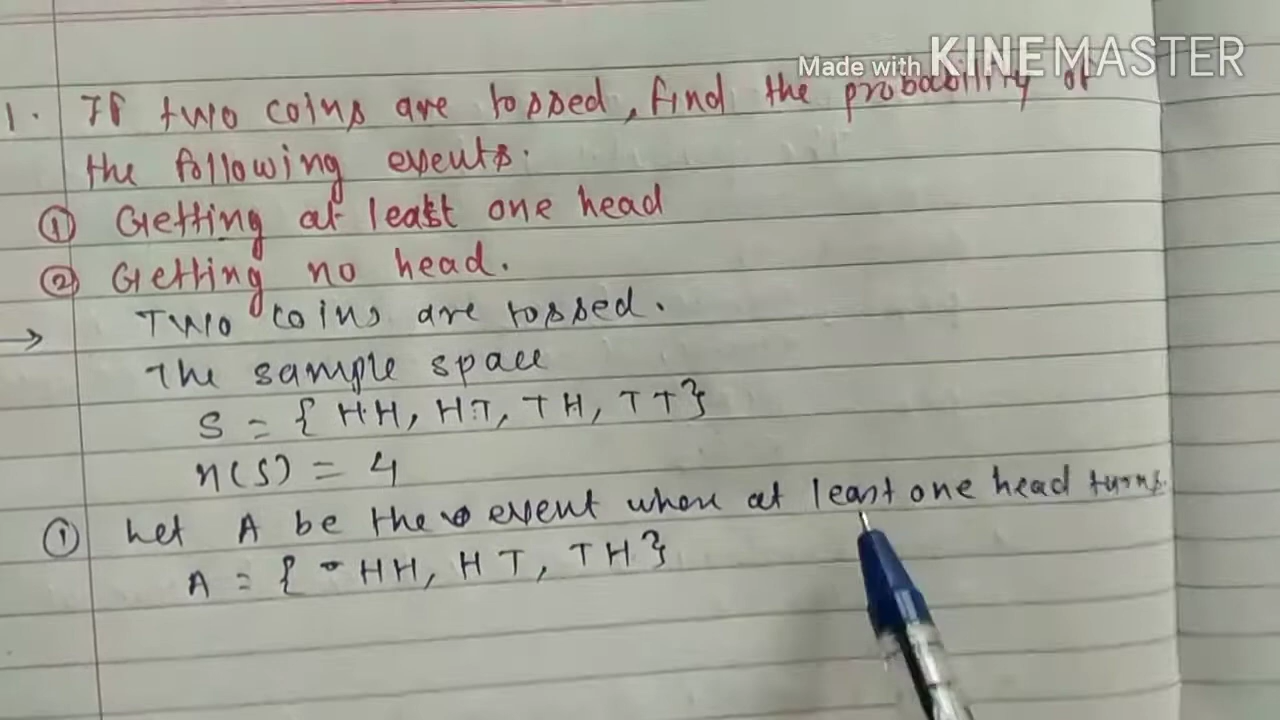 Made with KINEMASTER
1. If two coins are tossed, find the probability of
the following events.
① Getting at least one head
② Getting no head.
→ Two coins are tossed.
The sample space
S = { HH, HT, TH, TT}
n(S) = 4
① Let A be the event where at least one head turns.
A = { HH, HT, TH}